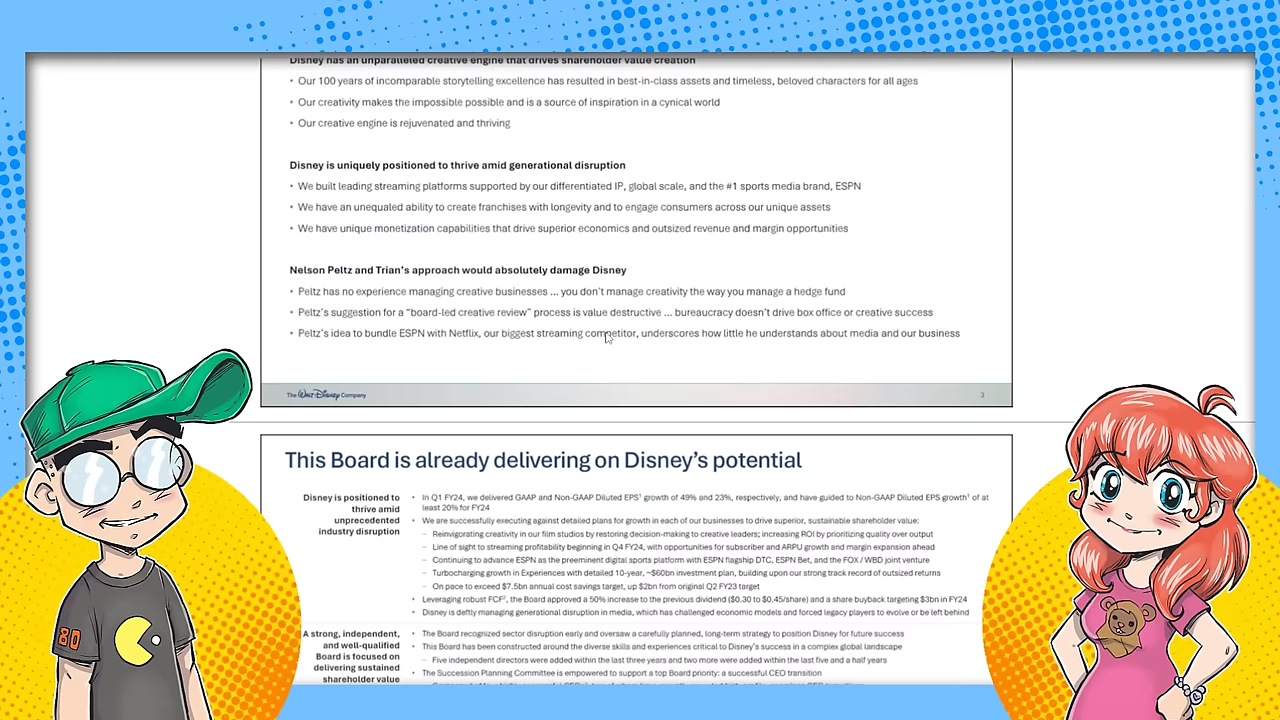 Disney has an unparalleled creative engine that drives shareholder value creation
• Our 100 years of incomparable storytelling excellence has resulted in best-in-class assets and timeless, beloved characters for all ages
• Our creativity makes the impossible possible and is a source of inspiration in a cynical world
• Our creative engine is rejuvenated and thriving
Disney is uniquely positioned to thrive amid generational disruption
• We built leading streaming platforms supported by our differentiated IP, global scale, and the #1 sports media brand, ESPN
• We have an unequaled ability to create franchises with longevity and to engage consumers across our unique assets
• We have unique monetization capabilities that drive superior economics and outsized revenue and margin opportunities
Nelson Peltz and Trian's approach would absolutely damage Disney
• Peltz has no experience managing creative businesses ... you don't manage creativity the way you manage a hedge fund
• Peltz's suggestion for a "board-led creative review" process is value destructive ... bureaucracy doesn't drive box office or creative success
• Peltz's idea to bundle ESPN with Netflix, our biggest streaming competitor, underscores how little he understands about media and our business
The Walt Disney Company
3
This Board is already delivering on Disney's potential
Disney is positioned to
thrive amid
unprecedented
industry disruption
• In Q1 FY24, we delivered GAAP and Non-GAAP Diluted EPS¹ growth of 49% and 23%, respectively, and have guided to Non-GAAP Diluted EPS growth¹ of at
least 20% for FY24
• We are successfully executing against detailed plans for growth in each of our businesses to drive superior, sustainable shareholder value:
– Reinvigorating creativity in our film studios by restoring decision-making to creative leaders; increasing ROI by prioritizing quality over output
– Line of sight to streaming profitability beginning in Q4 FY24, with opportunities for subscriber and ARPU growth and margin expansion ahead
– Continuing to advance ESPN as the preeminent digital sports platform with ESPN flagship DTC, ESPN Bet, and the FOX / WBD joint venture
– Turbocharging growth in Experiences with detailed 10-year, ~$60bn investment plan, building upon our strong track record of outsized returns
– On pace to exceed $7.5bn annual cost savings target, up $2bn from original Q2 FY23 target
• Leveraging robust FCF², the Board approved a 50% increase to the previous dividend ($0.30 to $0.45/share) and a share buyback targeting $3bn in FY24
• Disney is deftly managing generational disruption in media, which has challenged economic models and forced legacy players to evolve or be left behind
A strong, independent,
and well-qualified
Board is focused on
delivering sustained
shareholder value
• The Board recognized sector disruption early and oversaw a carefully planned, long-term strategy to position Disney for future success
• This Board has been constructed around the diverse skills and experiences critical to Disney's success in a complex global landscape
– Five independent directors were added within the last three years and two more were added within the last five and a half years
• The Succession Planning Committee is empowered to support a top Board priority: a successful CEO transition
80